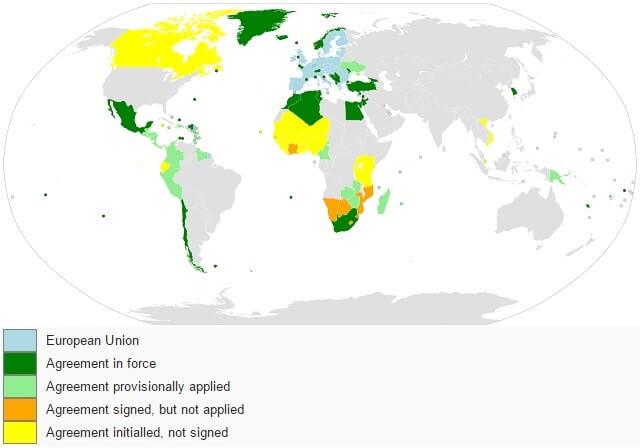 European Union
Agreement in force
Agreement provisionally applied
Agreement signed, but not applied
Agreement initialled, not signed